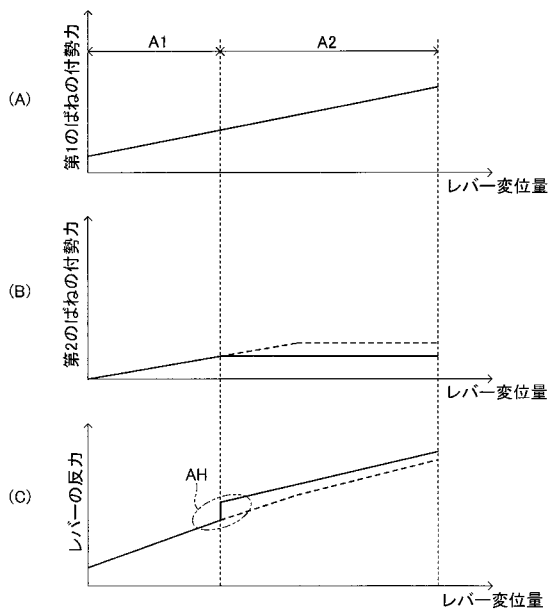 A1
A2
(A)
第1のばねの付勢力
レバー変位量
(B)
第2のばねの付勢力
レバー変位量
(C)
AH
レバーの反力
レバー変位量